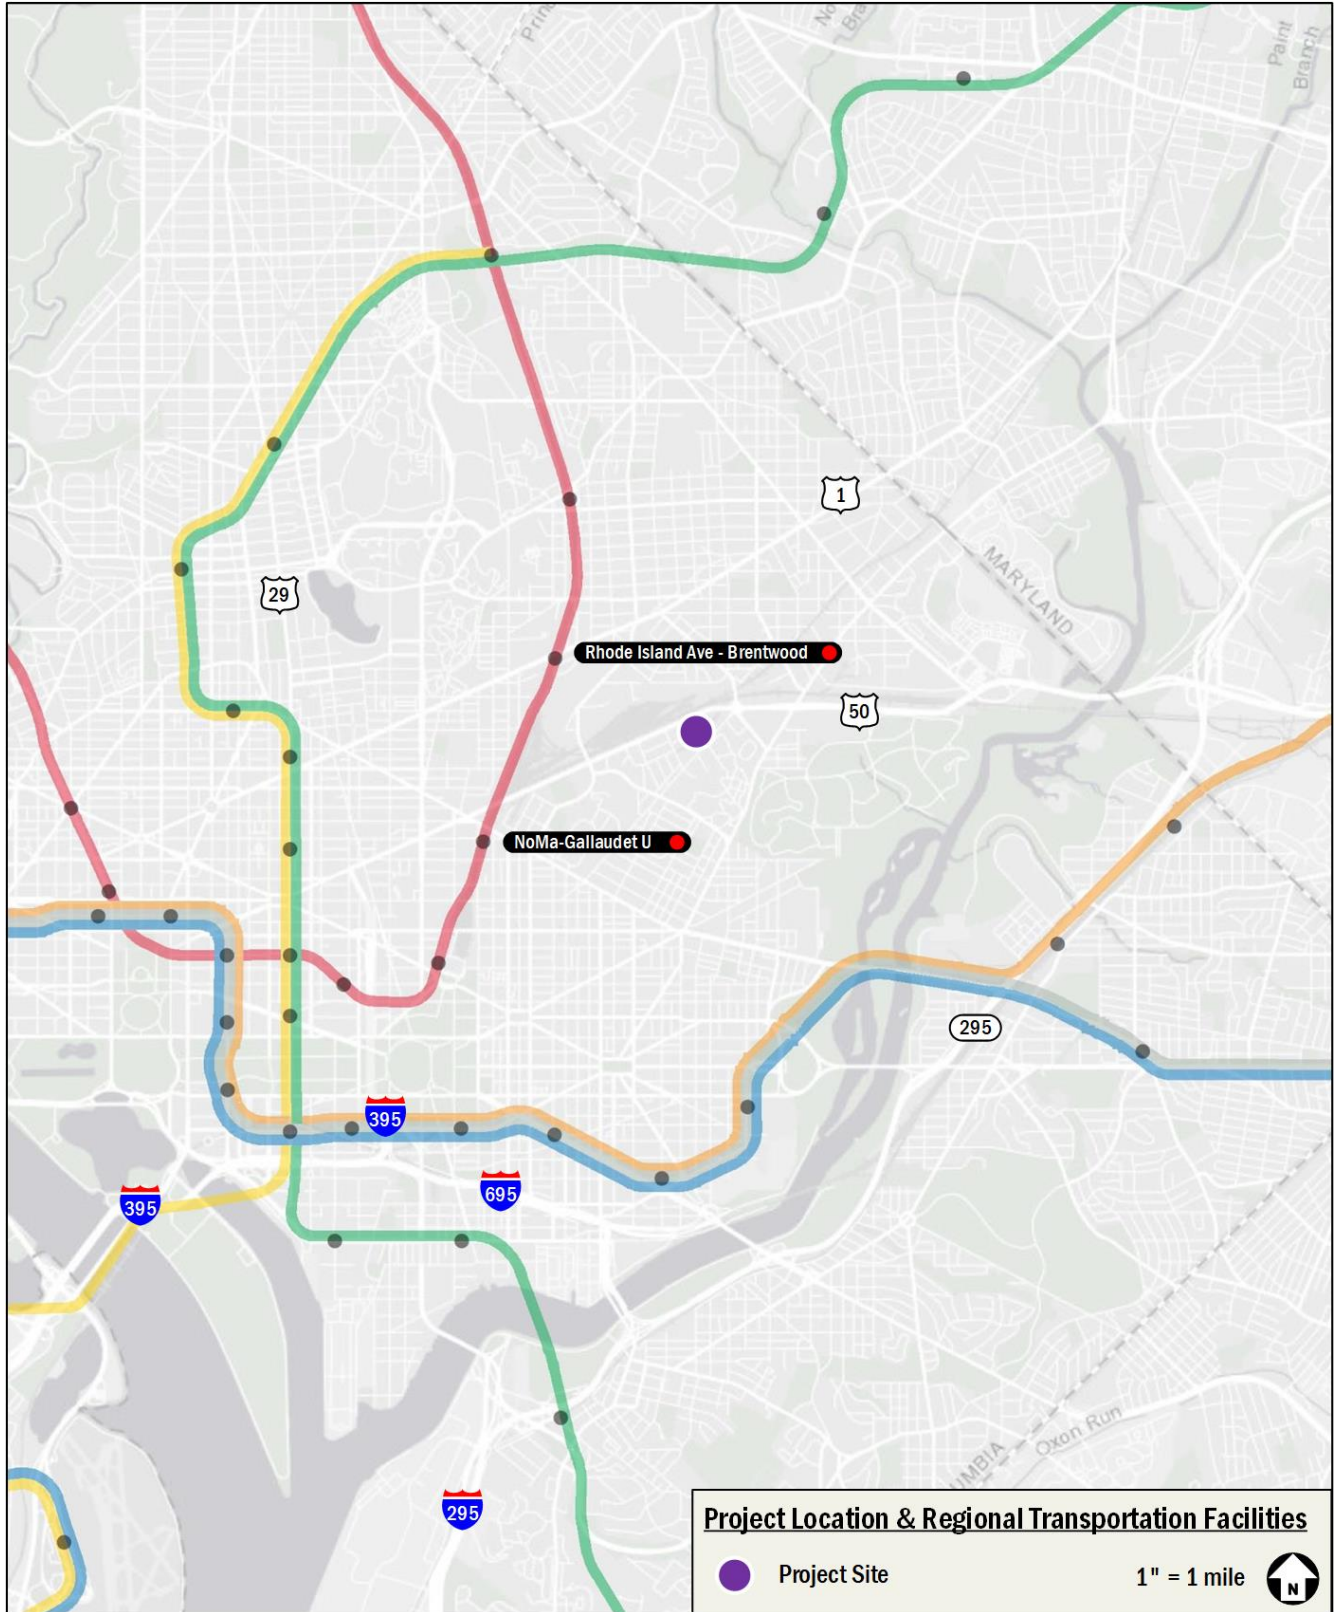 Paint
Branch
1
MARYLAND
29
Rhode Island Ave - Brentwood
50
NoMa-Gallaudet U
295
395
695
395
UMBIA
Oxon Run
295
Project Location & Regional Transportation Facilities
Project Site
1" = 1 mile
N